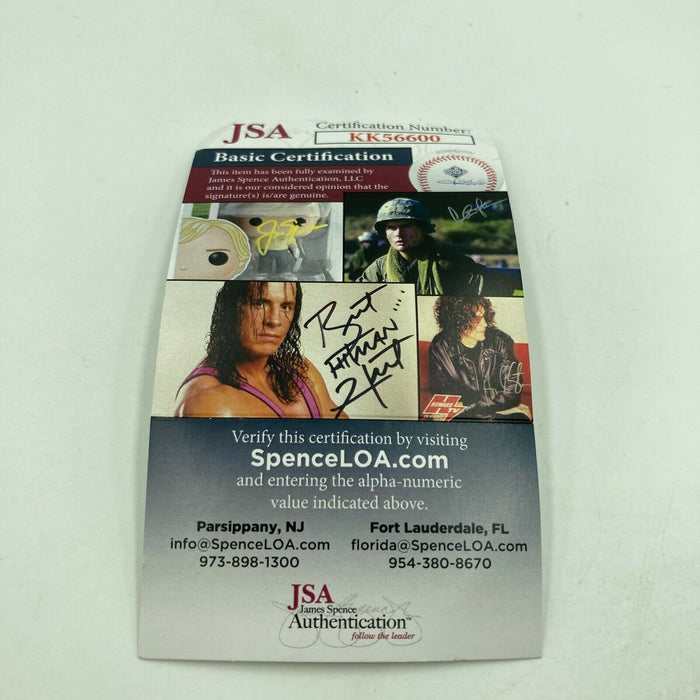 JSA
Certification Number:
KK56600
Basic Certification
This item has been fully examined by
James Spence Authentication, LLC
and it is our considered opinion that the
signature(s) is/are genuine.
Bret
HITMAN
Hart
HOWARD
TV
Verify this certification by visiting
SpenceLOA.com
and entering the alpha-numeric
value indicated above.
Parsippany, NJ
info@SpenceLOA.com
973-898-1300
Fort Lauderdale, FL
florida@SpenceLOA.com
954-380-8670
JSA
James Spence
Authentication™
follow the leader